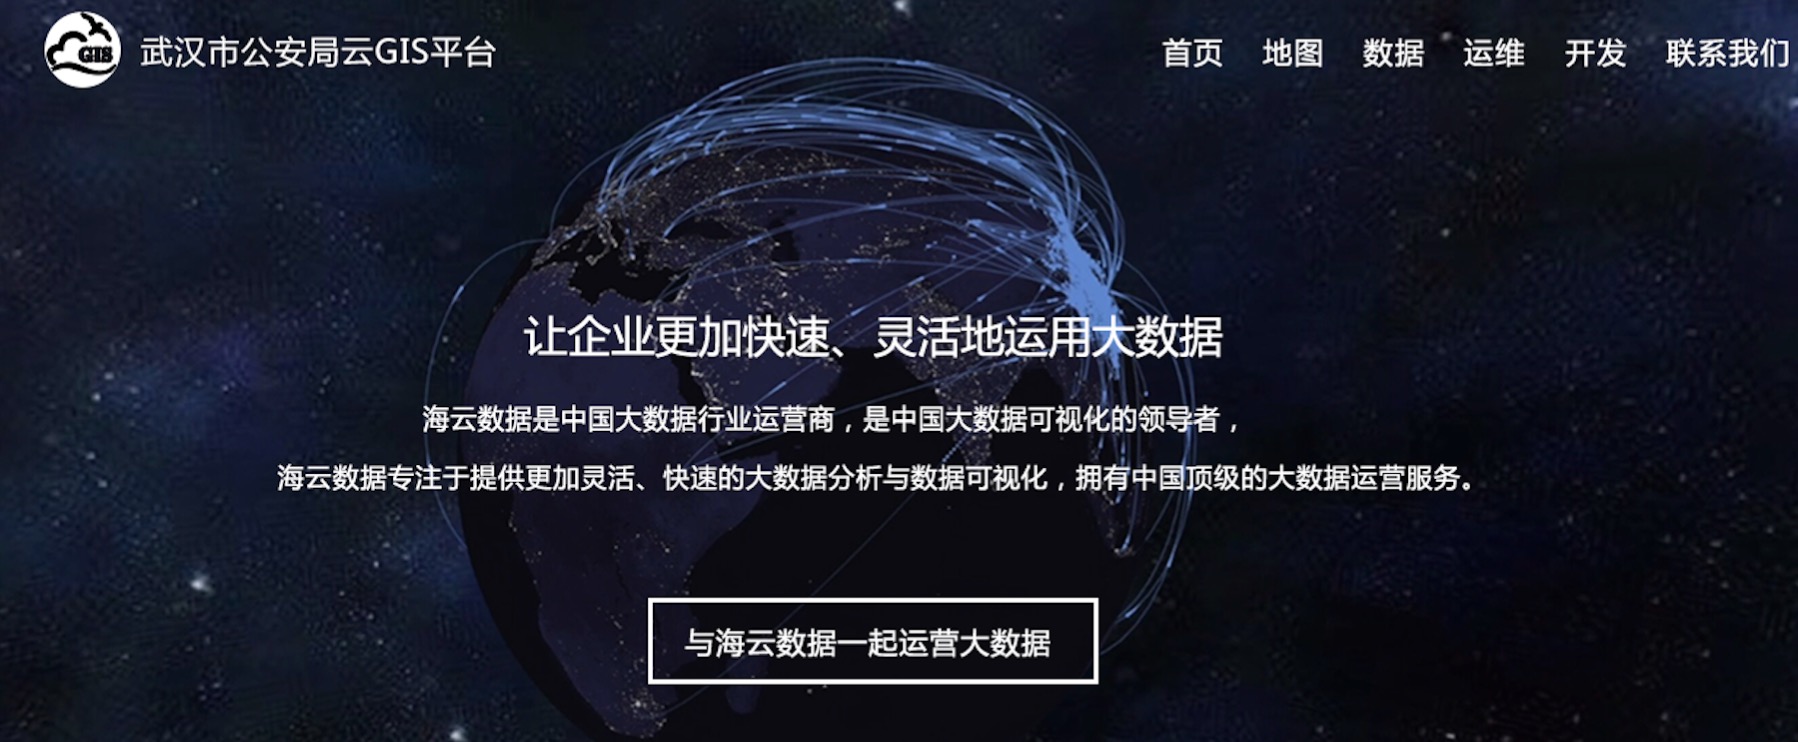 GIS
武汉市公安局云GIS平台
首页 地图 数据 运维 开发 联系我们
让企业更加快速、灵活地运用大数据
海云数据是中国大数据行业运营商，是中国大数据可视化的领导者，
海云数据专注于提供更加灵活、快速的大数据分析与数据可视化，拥有中国顶级的大数据运营服务。
与海云数据一起运营大数据